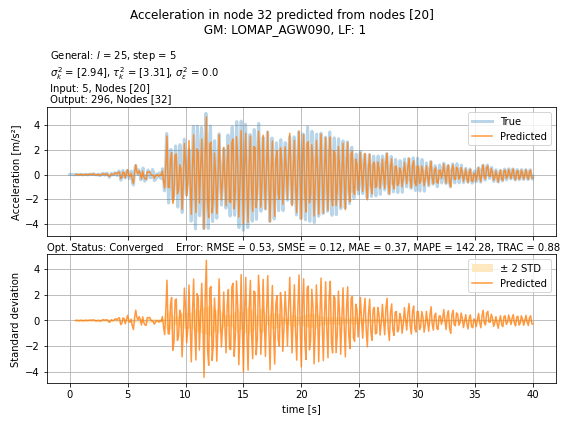 Acceleration in node 32 predicted from nodes [20]
GM: LOMAP_AGW090, LF: 1
General: l = 25, step = 5
σ²ₖ = [2.94], τ²ₖ = [3.31], σ²ᵣ = 0.0
Input: 5, Nodes [20]
Output: 296, Nodes [32]
Acceleration [m/s²]
4
2
0
−2
−4
True
Predicted
Opt. Status: Converged Error: RMSE = 0.53, SMSE = 0.12, MAE = 0.37, MAPE = 142.28, TRAC = 0.88
Standard deviation
4
2
0
−2
−4
± 2 STD
Predicted
0 5 10 15 20 25 30 35 40
time [s]